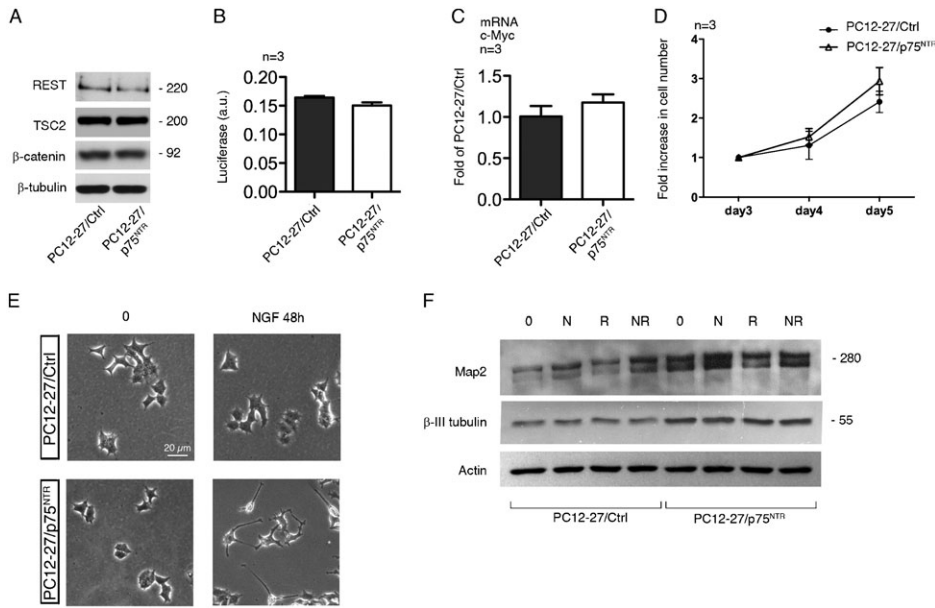 A
REST
- 220
TSC2
- 200
β-catenin
- 92
β-tubulin
PC12-27/Ctrl
PC12-27/
p75NTR
B
n=3
Luciferase (a.u.)
0.20
0.15
0.10
0.05
0.00
PC12-27/Ctrl
PC12-27/
p75NTR
C
mRNA
c-Myc
n=3
Fold of PC12-27/Ctrl
1.5
1.0
0.5
0.0
PC12-27/Ctrl
PC12-27/
p75NTR
D
n=3
PC12-27/Ctrl
PC12-27/p75NTR
Fold increase in cell number
4
3
2
1
0
day3 day4 day5
E
0 NGF 48h
PC12-27/Ctrl
20 µm
PC12-27/p75NTR
F
0 N R NR 0 N R NR
Map2
- 280
β-III tubulin
- 55
Actin
PC12-27/Ctrl PC12-27/p75NTR